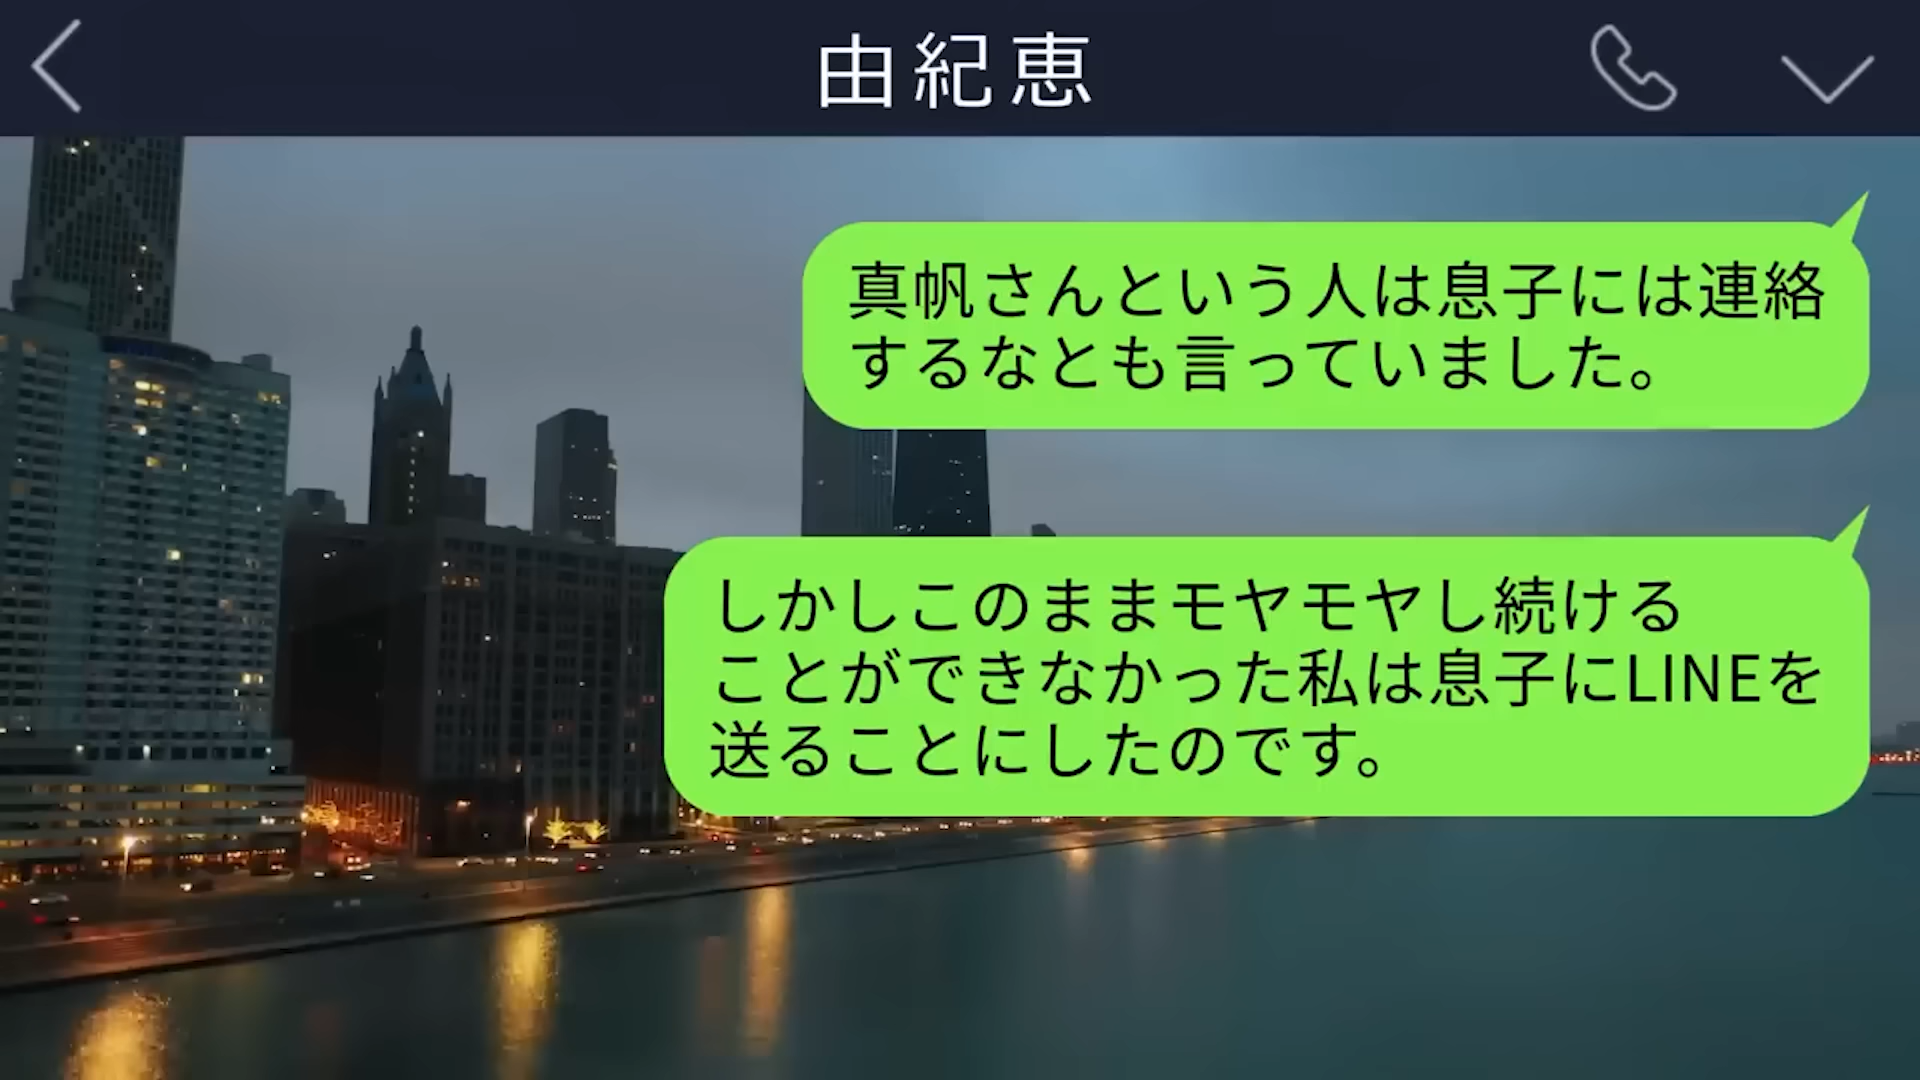 由紀恵
真帆さんという人は息子には連絡
するなとも言っていました。
しかしこのままモヤモヤし続ける
ことができなかった私は息子にLINEを
送ることにしたのです。